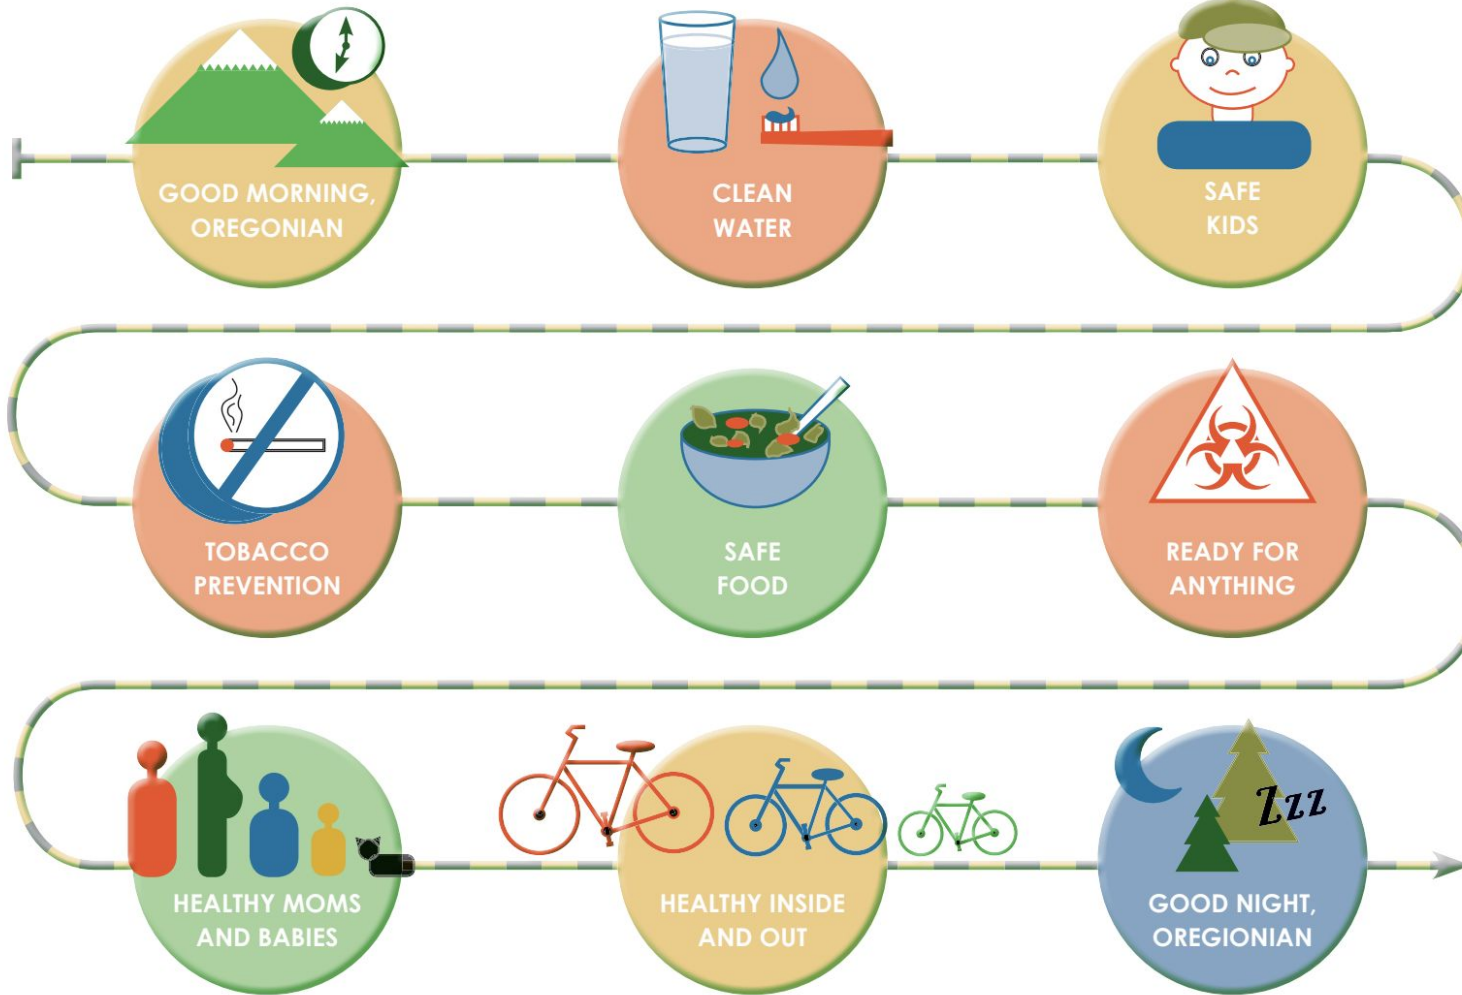 GOOD MORNING,
OREGONIAN
CLEAN
WATER
SAFE
KIDS
TOBACCO
PREVENTION
SAFE
FOOD
READY FOR
ANYTHING
HEALTHY MOMS
AND BABIES
HEALTHY INSIDE
AND OUT
Zzz
GOOD NIGHT,
OREGIONIAN